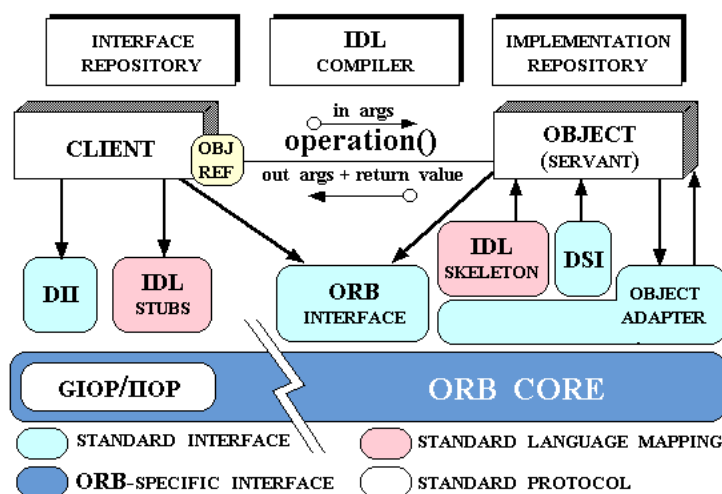 INTERFACE
REPOSITORY
IDL
COMPILER
IMPLEMENTATION
REPOSITORY
in args
CLIENT
OBJ
REF
operation()
out args + return value
OBJECT
(SERVANT)
DII
IDL
STUBS
ORB
INTERFACE
IDL
SKELETON
DSI
OBJECT
ADAPTER
GIOP/IIOP
ORB CORE
STANDARD INTERFACE
STANDARD LANGUAGE MAPPING
ORB-SPECIFIC INTERFACE
STANDARD PROTOCOL